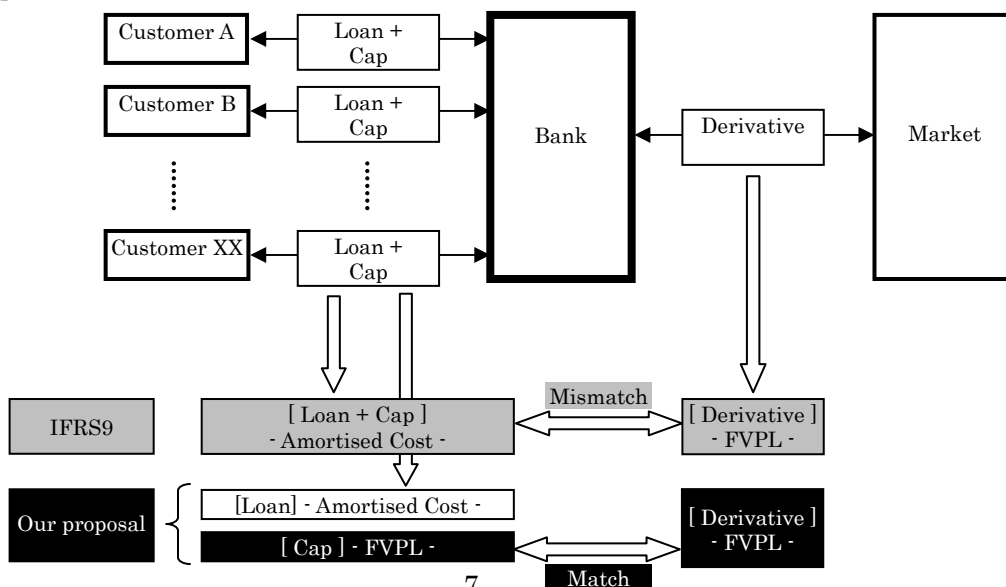 Customer A
Loan +
Cap
Customer B
Loan +
Cap
Bank
Derivative
Market
Customer XX
Loan +
Cap
IFRS9
[ Loan + Cap ]
- Amortised Cost -
Mismatch
[ Derivative ]
- FVPL -
Our proposal
[Loan] - Amortised Cost -
[ Cap ] - FVPL -
[ Derivative ]
- FVPL -
Match
7